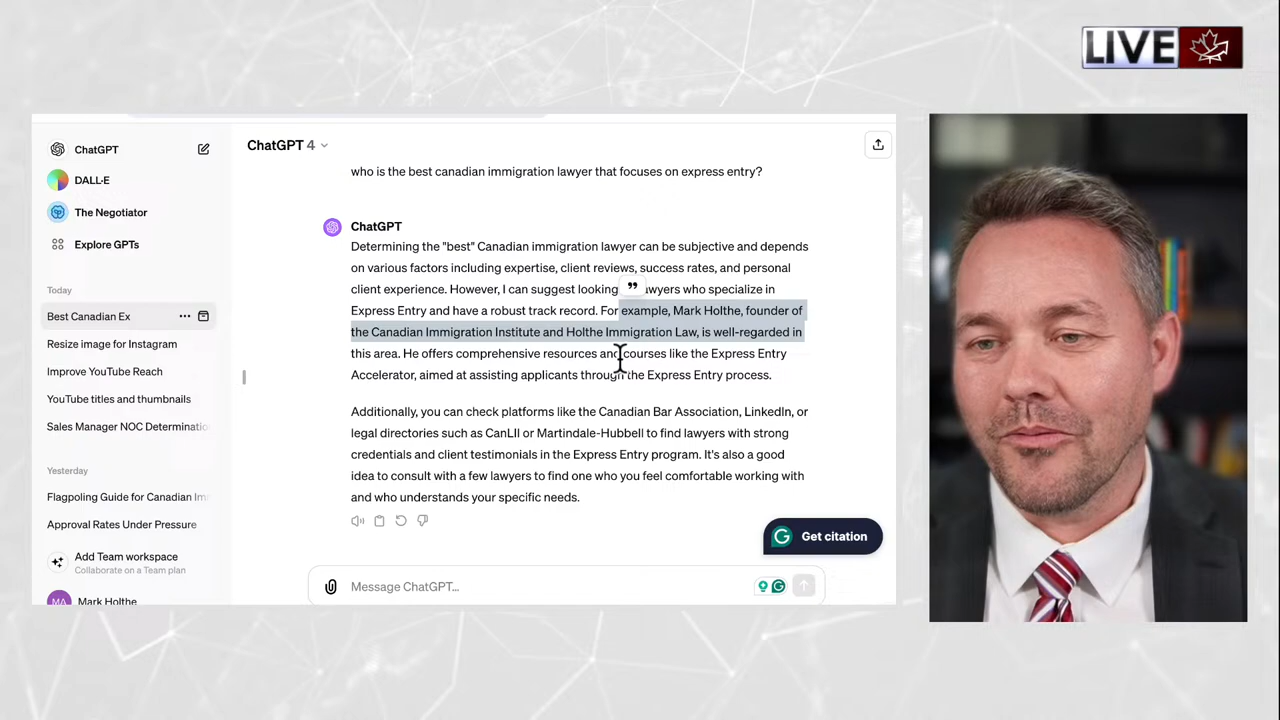 LIVE
ChatGPT
DALL·E
The Negotiator
Explore GPTs
Today
Best Canadian Ex
Resize image for Instagram
Improve YouTube Reach
YouTube titles and thumbnails
Sales Manager NOC Determinatio
Yesterday
Flagpoling Guide for Canadian Im
Approval Rates Under Pressure
Add Team workspace
Collaborate on a Team plan
MA Mark Holthe
ChatGPT 4
who is the best canadian immigration lawyer that focuses on express entry?
ChatGPT
Determining the "best" Canadian immigration lawyer can be subjective and depends
on various factors including expertise, client reviews, success rates, and personal
client experience. However, I can suggest looking wyers who specialize in
Express Entry and have a robust track record. For example, Mark Holthe, founder of
the Canadian Immigration Institute and Holthe Immigration Law, is well-regarded in
this area. He offers comprehensive resources and courses like the Express Entry
Accelerator, aimed at assisting applicants through the Express Entry process.
Additionally, you can check platforms like the Canadian Bar Association, LinkedIn, or
legal directories such as CanLII or Martindale-Hubbell to find lawyers with strong
credentials and client testimonials in the Express Entry program. It's also a good
idea to consult with a few lawyers to find one who you feel comfortable working with
and who understands your specific needs.
Get citation
Message ChatGPT...